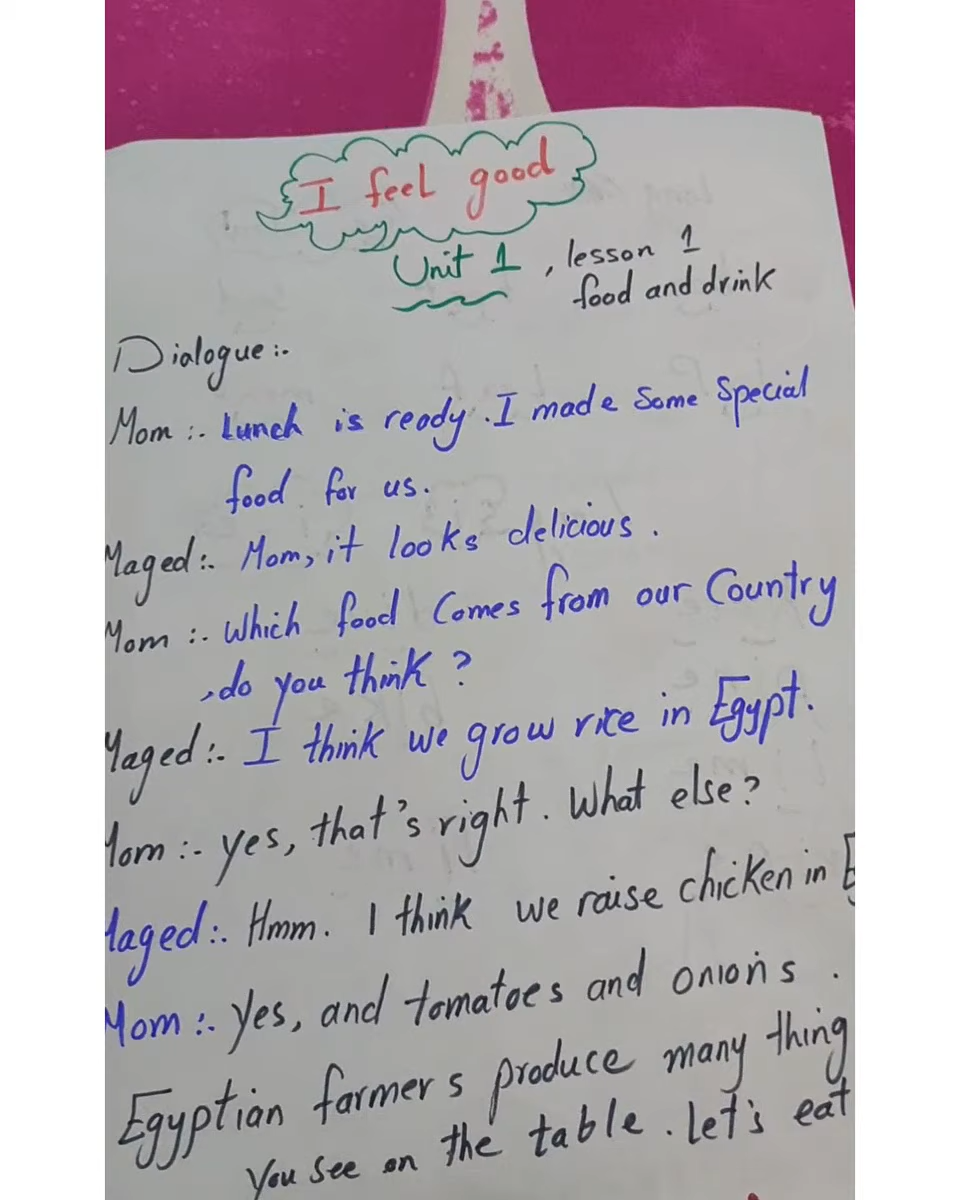 I feel good
Unit 1 , lesson 1
food and drink
Dialogue :.
Mom :. Lunch is ready . I made some special
food for us.
Maged :. Mom, it looks delicious .
Mom :. Which food Comes from our Country
,do you think ?
Maged :. I think we grow rice in Egypt.
Mom :. yes, that's right. What else?
Maged :. Hmm. I think we raise chicken in E
Mom :. yes, and tomatoes and onions .
Egyptian farmers produce many thing
you see on the table . let's eat